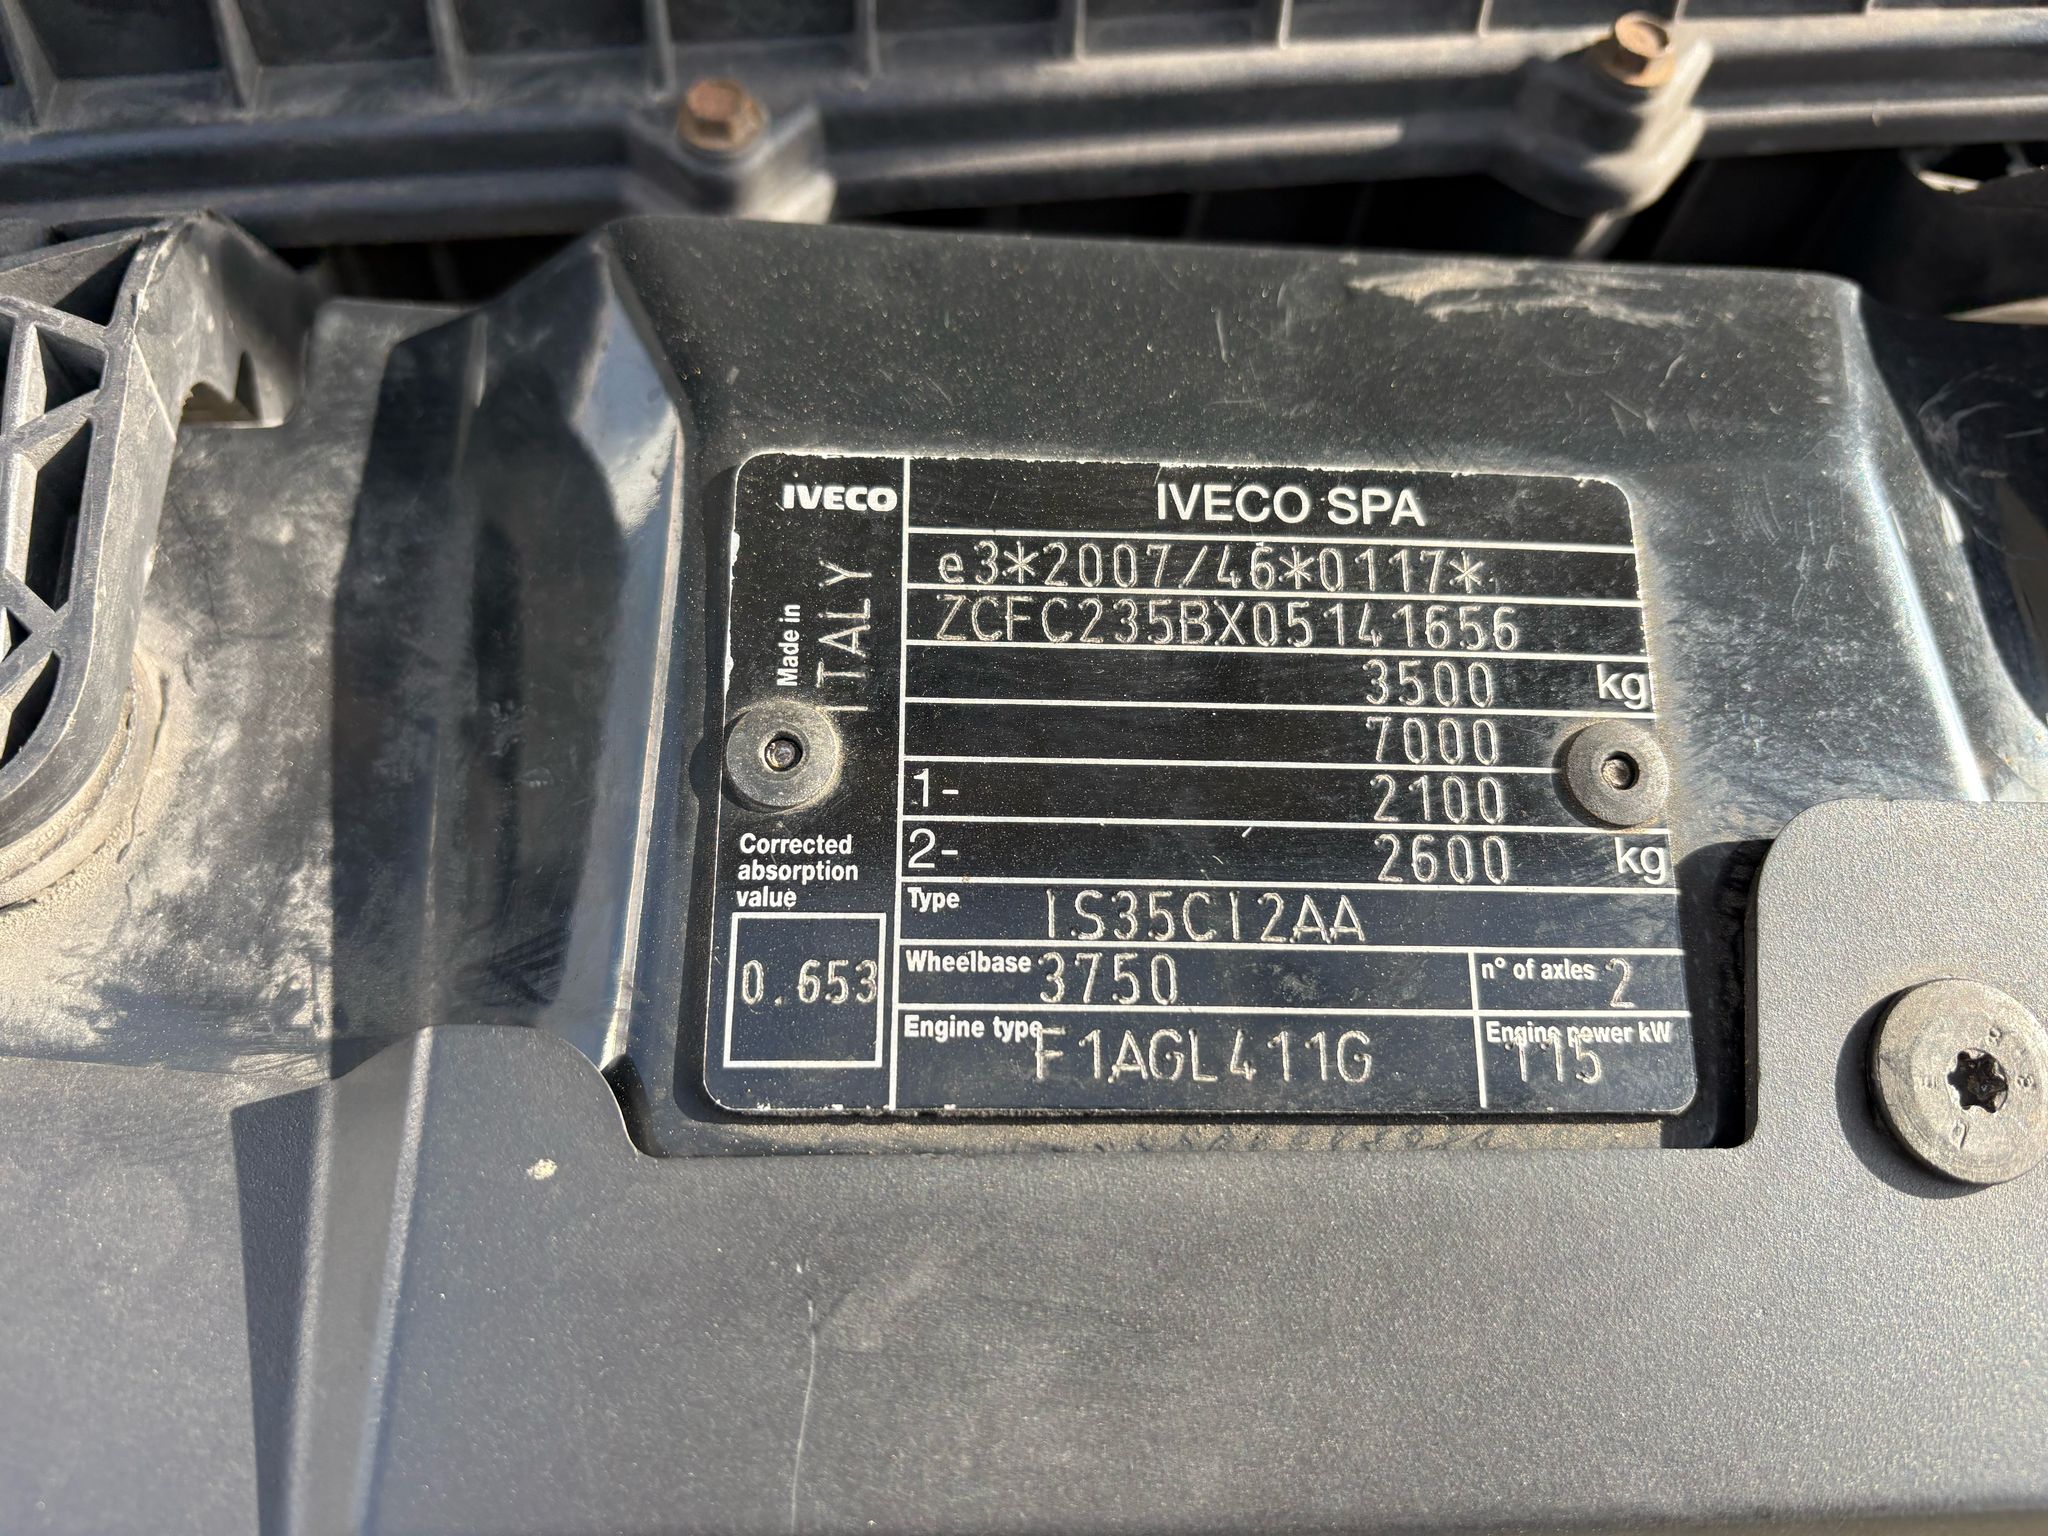 IVECO
IVECO SPA
e3*2007/46*0117*
ZCFC235BX05141656
3500 kg
7000
1- 2100
2- 2600 kg
Made in
ITALY
Corrected
absorption
value
0.653
Type IS35CI2AA
Wheelbase 3750
n° of axles 2
Engine type F1AGL411G
Engine power kW
115